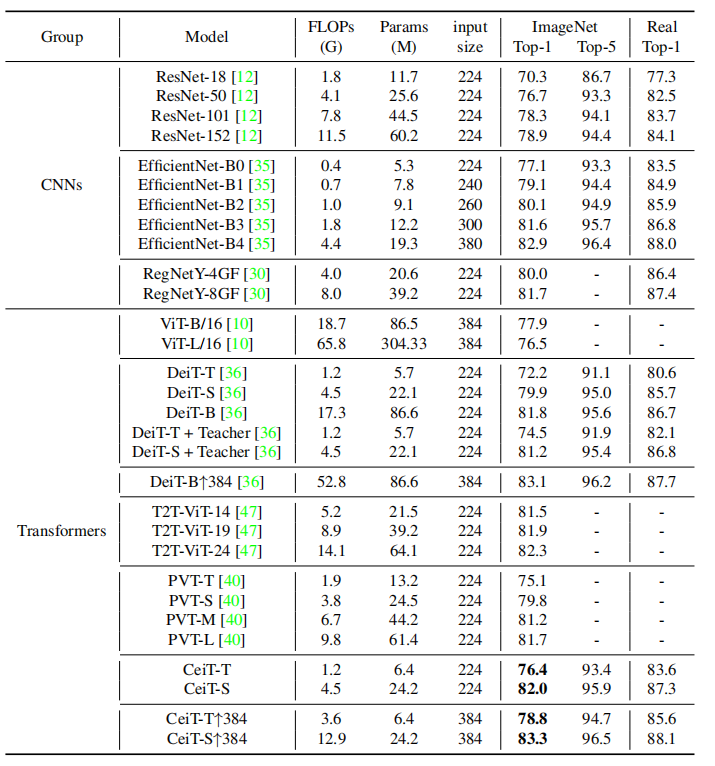 Group Model FLOPs (G) Params (M) input size ImageNet Top-1 Top-5 Real Top-1
ResNet-18 [12] 1.8 11.7 224 70.3 86.7 77.3
ResNet-50 [12] 4.1 25.6 224 76.7 93.3 82.5
ResNet-101 [12] 7.8 44.5 224 78.3 94.1 83.7
ResNet-152 [12] 11.5 60.2 224 78.9 94.4 84.1
CNNs
EfficientNet-B0 [35] 0.4 5.3 224 77.1 93.3 83.5
EfficientNet-B1 [35] 0.7 7.8 240 79.1 94.4 84.9
EfficientNet-B2 [35] 1.0 9.1 260 80.1 94.9 85.9
EfficientNet-B3 [35] 1.8 12.2 300 81.6 95.7 86.8
EfficientNet-B4 [35] 4.4 19.3 380 82.9 96.4 88.0
RegNetY-4GF [30] 4.0 20.6 224 80.0 - 86.4
RegNetY-8GF [30] 8.0 39.2 224 81.7 - 87.4
ViT-B/16 [10] 18.7 86.5 384 77.9 - -
ViT-L/16 [10] 65.8 304.33 384 76.5 - -
DeiT-T [36] 1.2 5.7 224 72.2 91.1 80.6
DeiT-S [36] 4.5 22.1 224 79.9 95.0 85.7
DeiT-B [36] 17.3 86.6 224 81.8 95.6 86.7
DeiT-T + Teacher [36] 1.2 5.7 224 74.5 91.9 82.1
DeiT-S + Teacher [36] 4.5 22.1 224 81.2 95.4 86.8
DeiT-B↑384 [36] 52.8 86.6 384 83.1 96.2 87.7
Transformers
T2T-ViT-14 [47] 5.2 21.5 224 81.5 - -
T2T-ViT-19 [47] 8.9 39.2 224 81.9 - -
T2T-ViT-24 [47] 14.1 64.1 224 82.3 - -
PVT-T [40] 1.9 13.2 224 75.1 - -
PVT-S [40] 3.8 24.5 224 79.8 - -
PVT-M [40] 6.7 44.2 224 81.2 - -
PVT-L [40] 9.8 61.4 224 81.7 - -
CeiT-T 1.2 6.4 224 76.4 93.4 83.6
CeiT-S 4.5 24.2 224 82.0 95.9 87.3
CeiT-T↑384 3.6 6.4 384 78.8 94.7 85.6
CeiT-S↑384 12.9 24.2 384 83.3 96.5 88.1